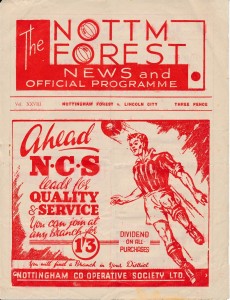 The NOTTM
FOREST
NEWS and
OFFICIAL PROGRAMME
NOTTINGHAM FOREST v. LINCOLN CITY THREE PENCE
Ahead
N·C·S
leads for
QUALITY
& SERVICE
You can join at
any Branch for
1'3
DIVIDEND
ON ALL
PURCHASES
You will find a Branch in Your District
NOTTINGHAM CO-OPERATIVE SOCIETY LTD